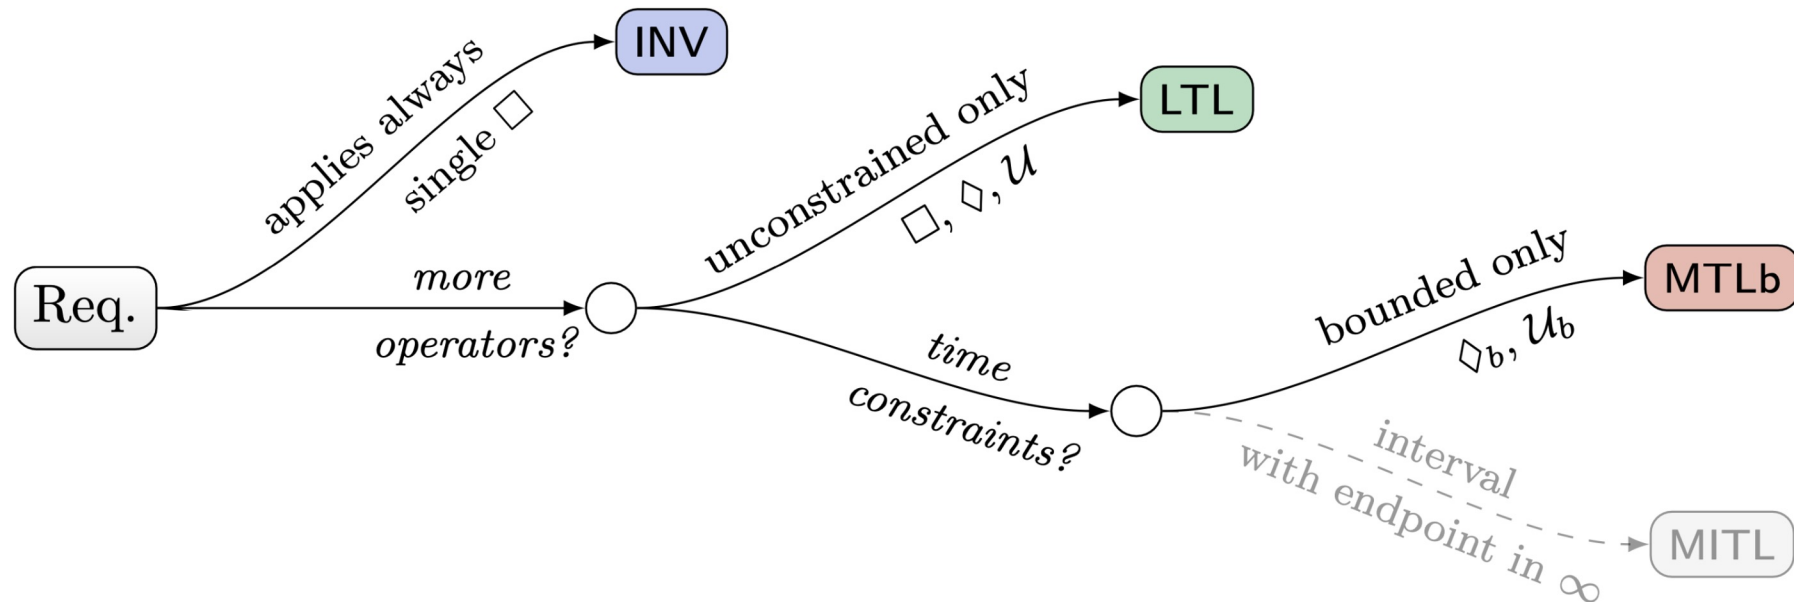 Req.
applies always
single □
INV
more
operators?
unconstrained only
□, ◇, 𝒰
LTL
time
constraints?
bounded only
◇b, 𝒰b
MTLb
interval
with endpoint in ∞
MITL